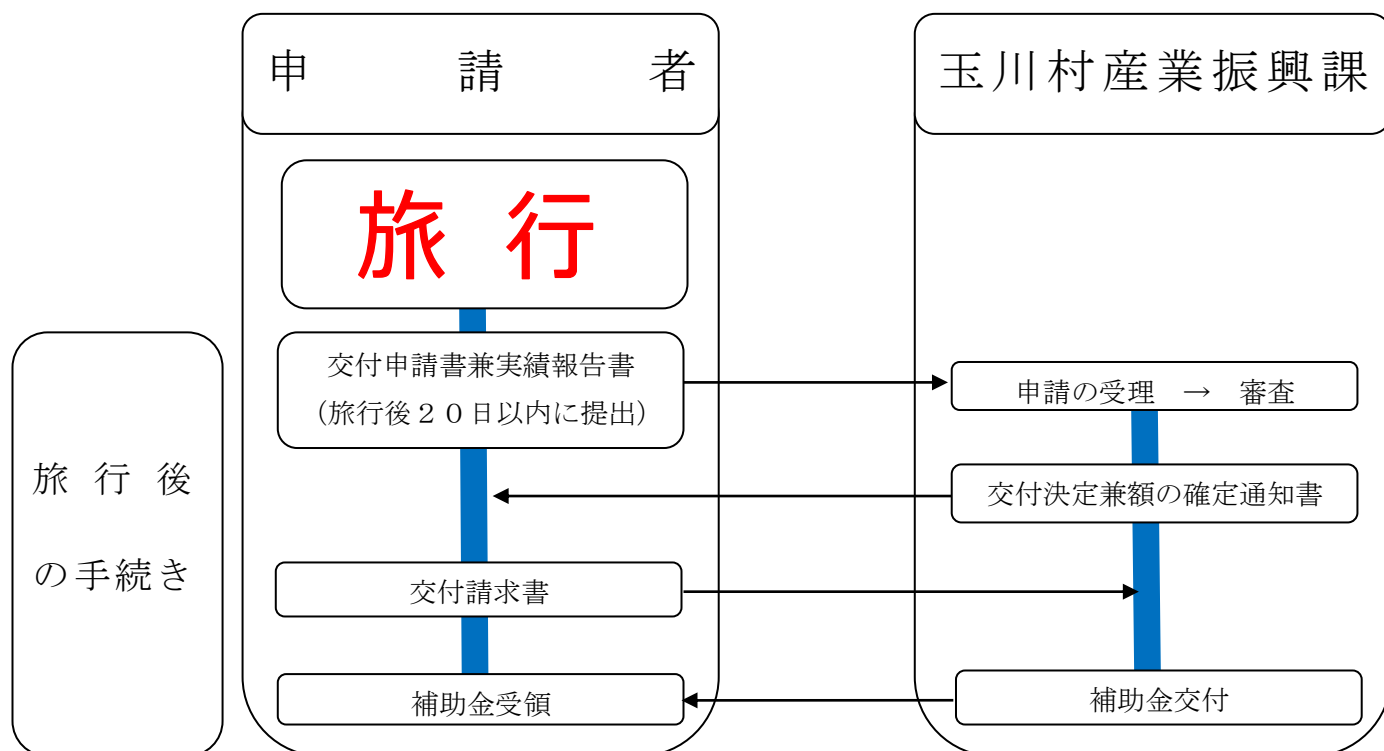 申請者
玉川村産業振興課
旅行
交付申請書兼実績報告書
（旅行後２０日以内に提出）
申請の受理　→　審査
旅行後
の手続き
交付決定兼額の確定通知書
交付請求書
補助金受領
補助金交付